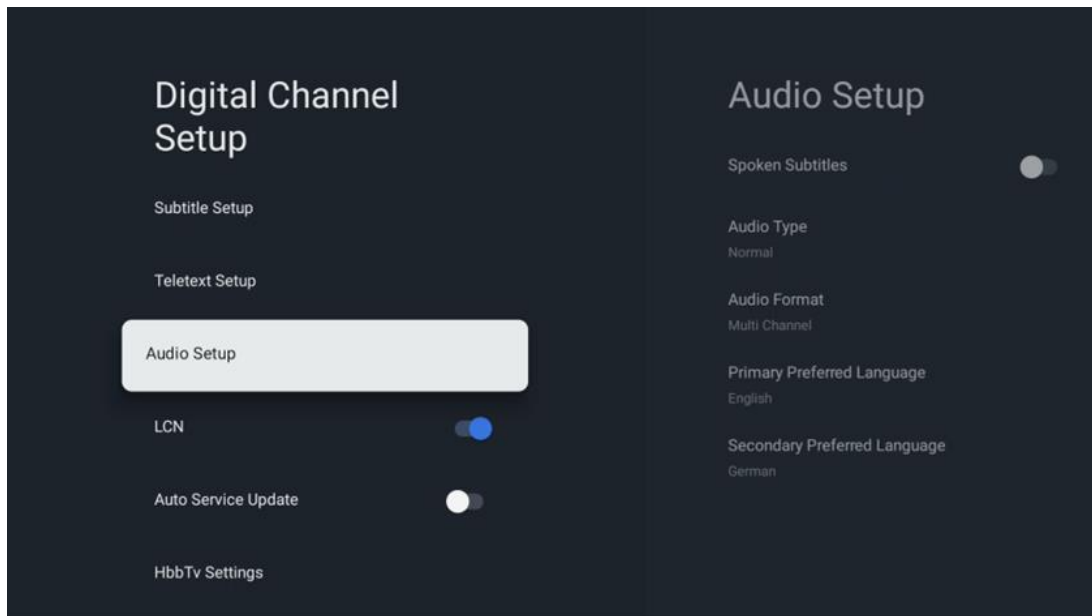 Digital Channel
Setup
Subtitle Setup
Teletext Setup
Audio Setup
LCN
Auto Service Update
HbbTv Settings
Audio Setup
Spoken Subtitles
Audio Type
Normal
Audio Format
Multi Channel
Primary Preferred Language
English
Secondary Preferred Language
German